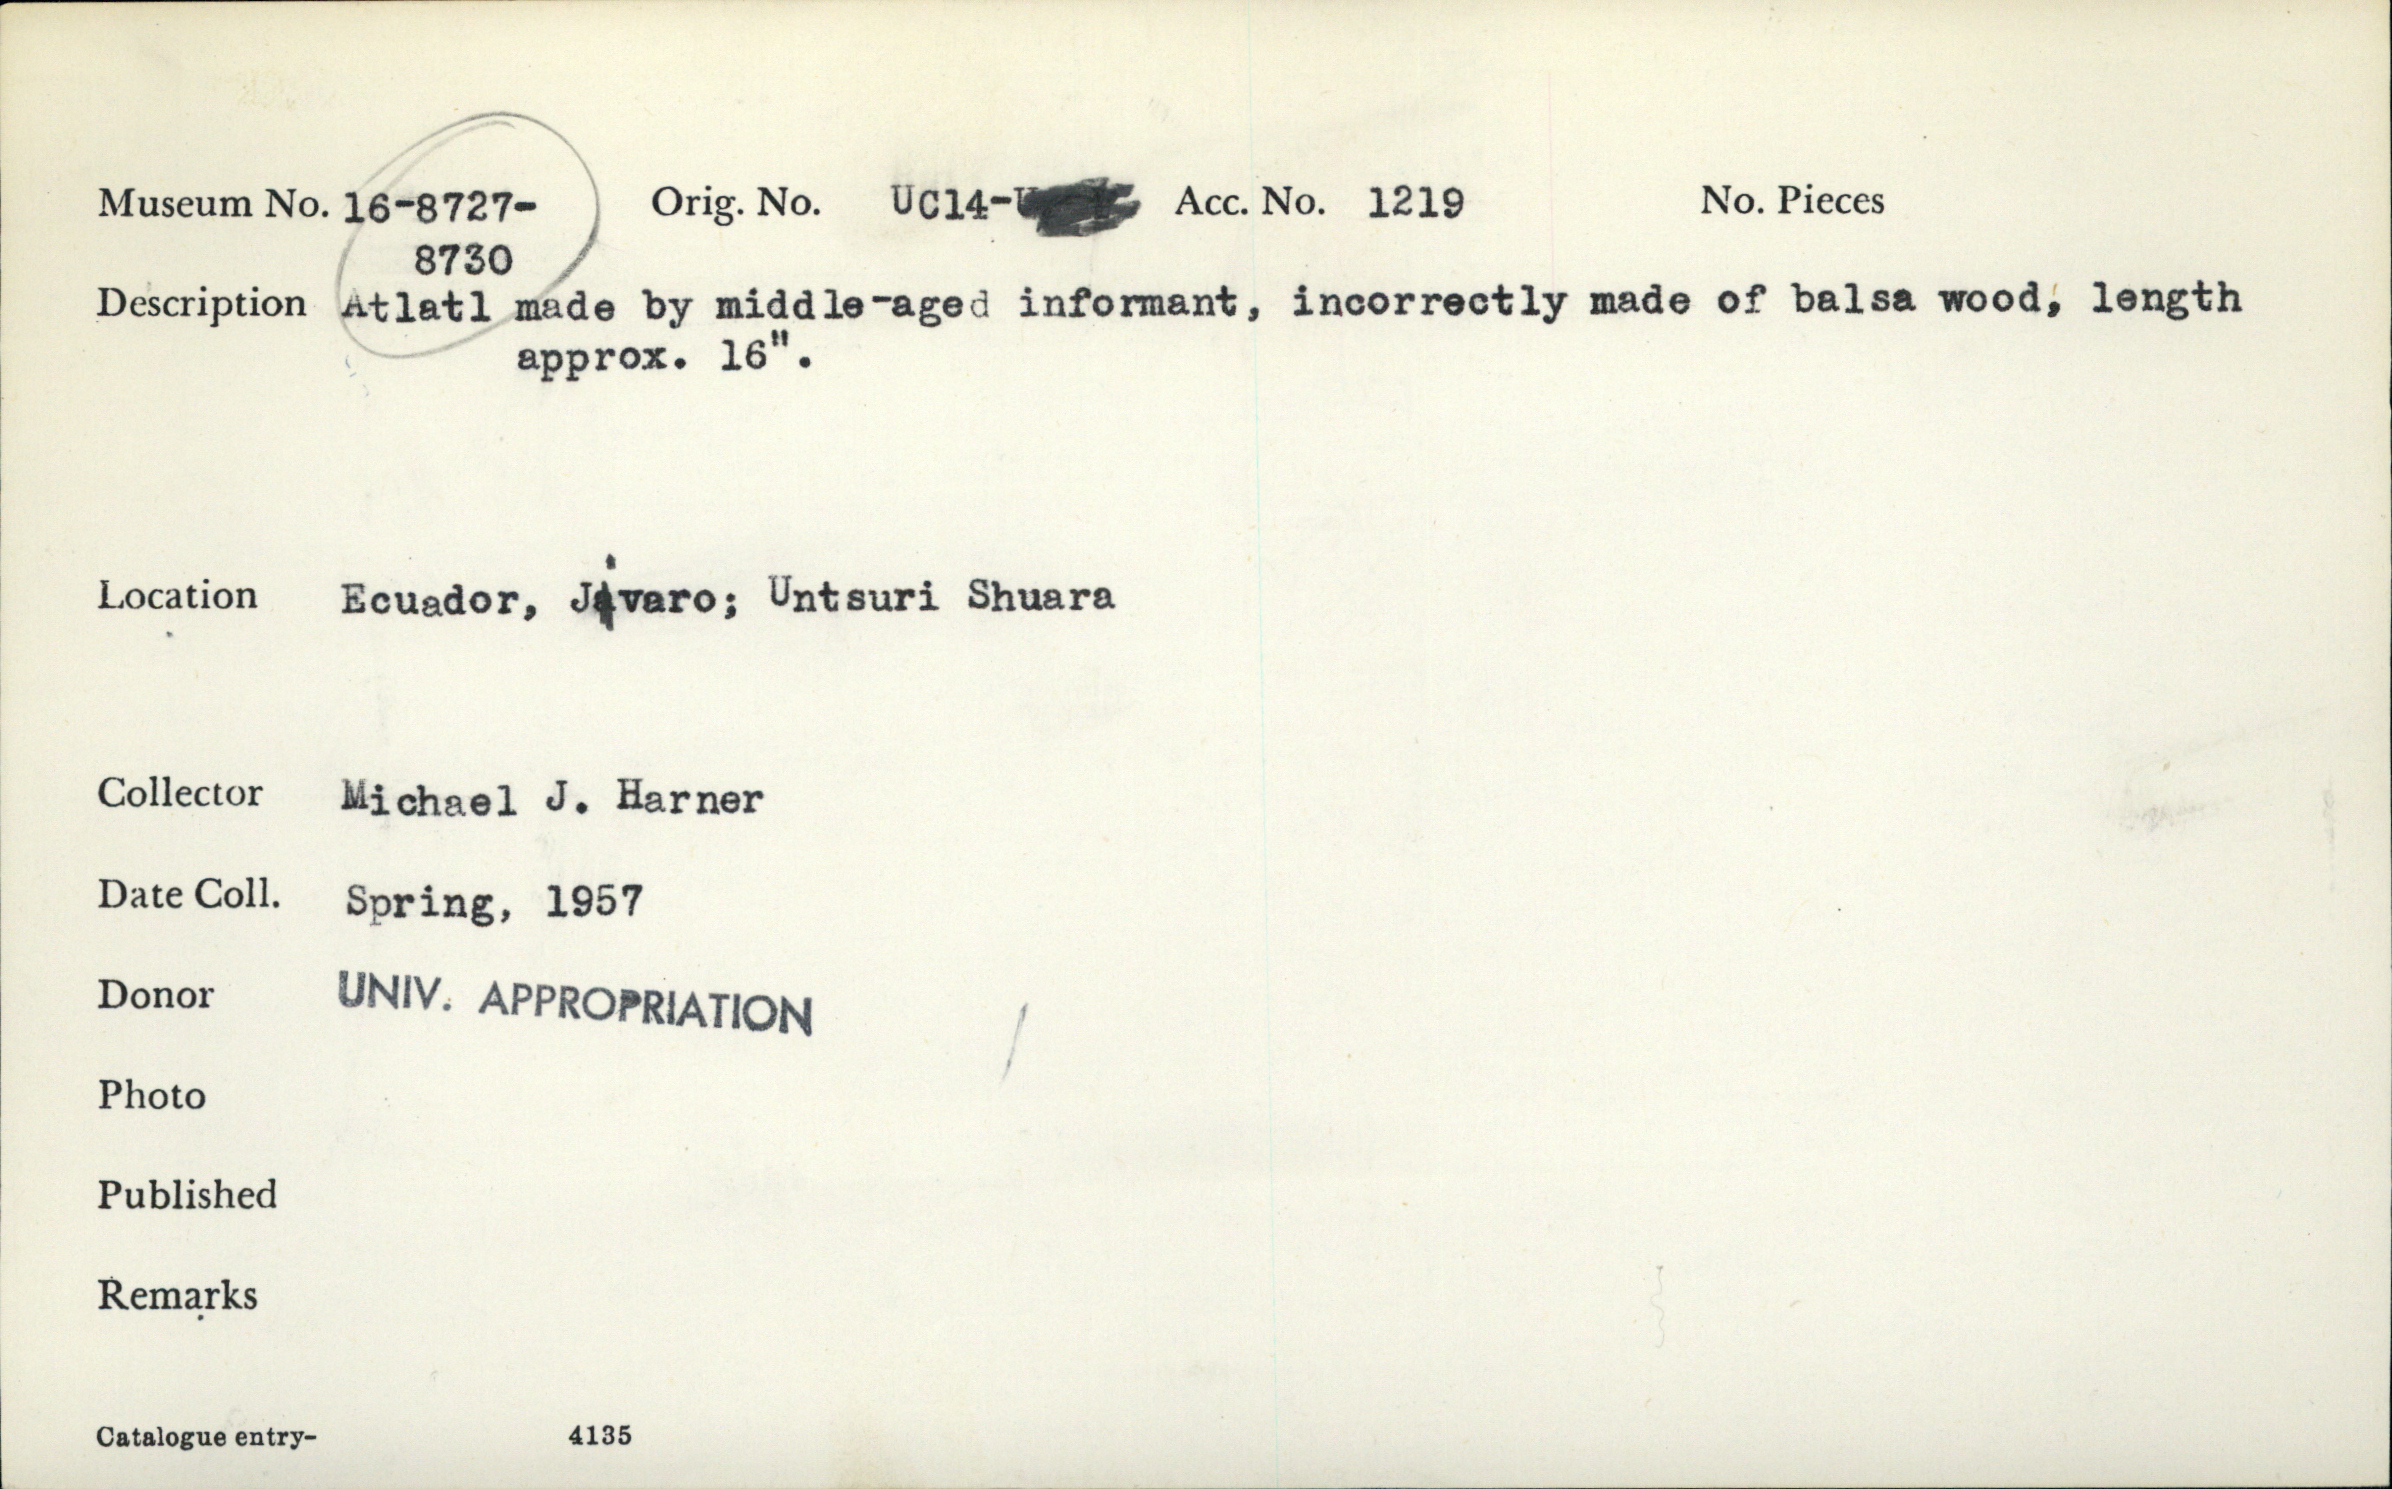 Museum No. 16-8727- Orig. No. UC14- Acc. No. 1219 No. Pieces
8730
Description Atlatl made by middle-aged informant, incorrectly made of balsa wood, length
approx. 16".
Location Ecuador, Jivaro; Untsuri Shuara
Collector Michael J. Harner
Date Coll. Spring, 1957
Donor UNIV. APPROPRIATION
Photo
Published
Remarks
Catalogue entry- 4135